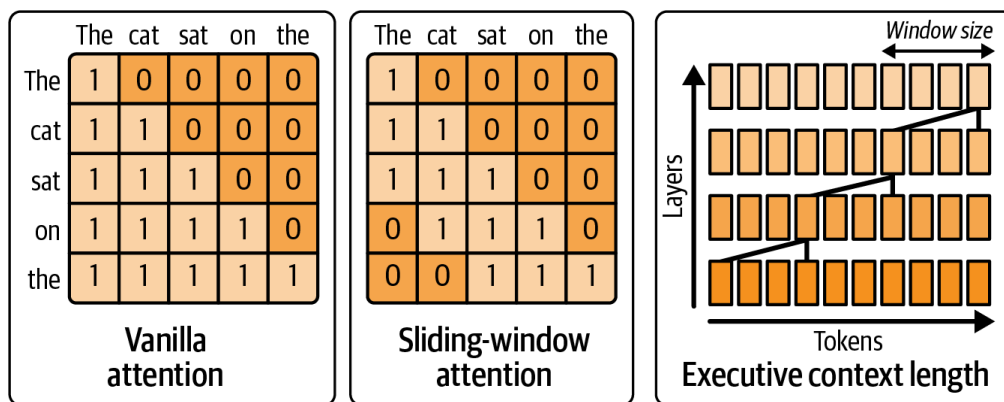 The cat sat on the
The 1 0 0 0 0
cat 1 1 0 0 0
sat 1 1 1 0 0
on 1 1 1 1 0
the 1 1 1 1 1
Vanilla
attention
The cat sat on the
1 0 0 0 0
1 1 0 0 0
1 1 1 0 0
0 1 1 1 0
0 0 1 1 1
Sliding-window
attention
Window size
Layers
Tokens
Executive context length